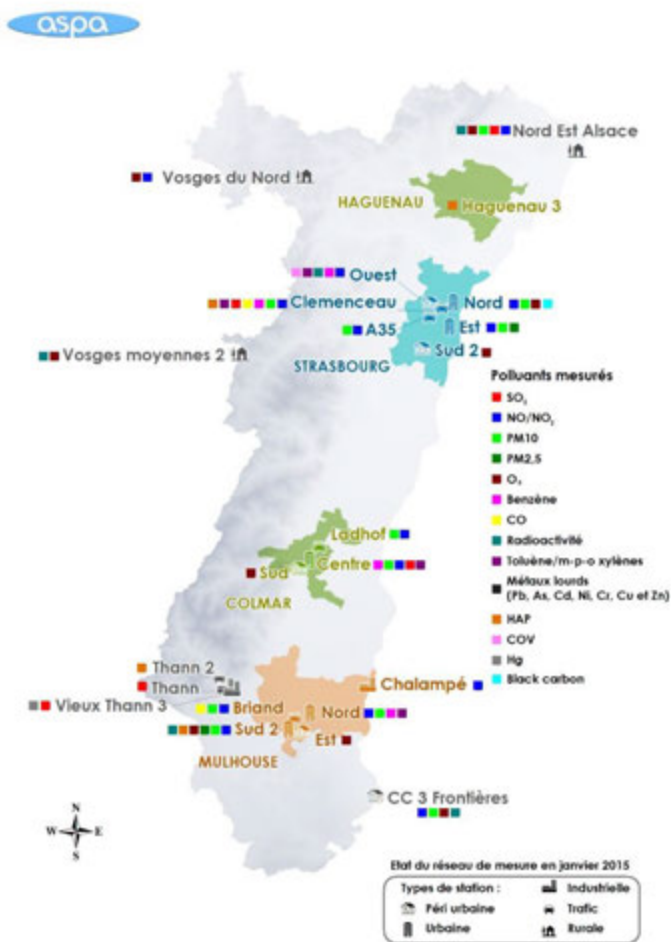 aspa
Nord Est Alsace
Vosges du Nord
HAGUENAU
Haguenau 3
Ouest
Clemenceau
Nord
A35
Est
Vosges moyennes 2
Sud 2
STRASBOURG
Polluants mesurés
SO₂
NO/NO₂
PM10
PM2,5
O₃
Benzène
CO
Radioactivité
Toluène/m-p-o xylènes
Métaux lourds
(Pb, As, Cd, Ni, Cr, Cu et Zn)
HAP
COV
Hg
Black carbon
Ladhof
Centre
Sud
COLMAR
Thann 2
Thann
Chalampé
Vieux Thann 3
Briand
Nord
Sud 2
Est
MULHOUSE
CC 3 Frontières
N
W E
S
Etat du réseau de mesure en janvier 2015
Types de station :
Industrielle
Péri urbaine
Trafic
Urbaine
Rurale